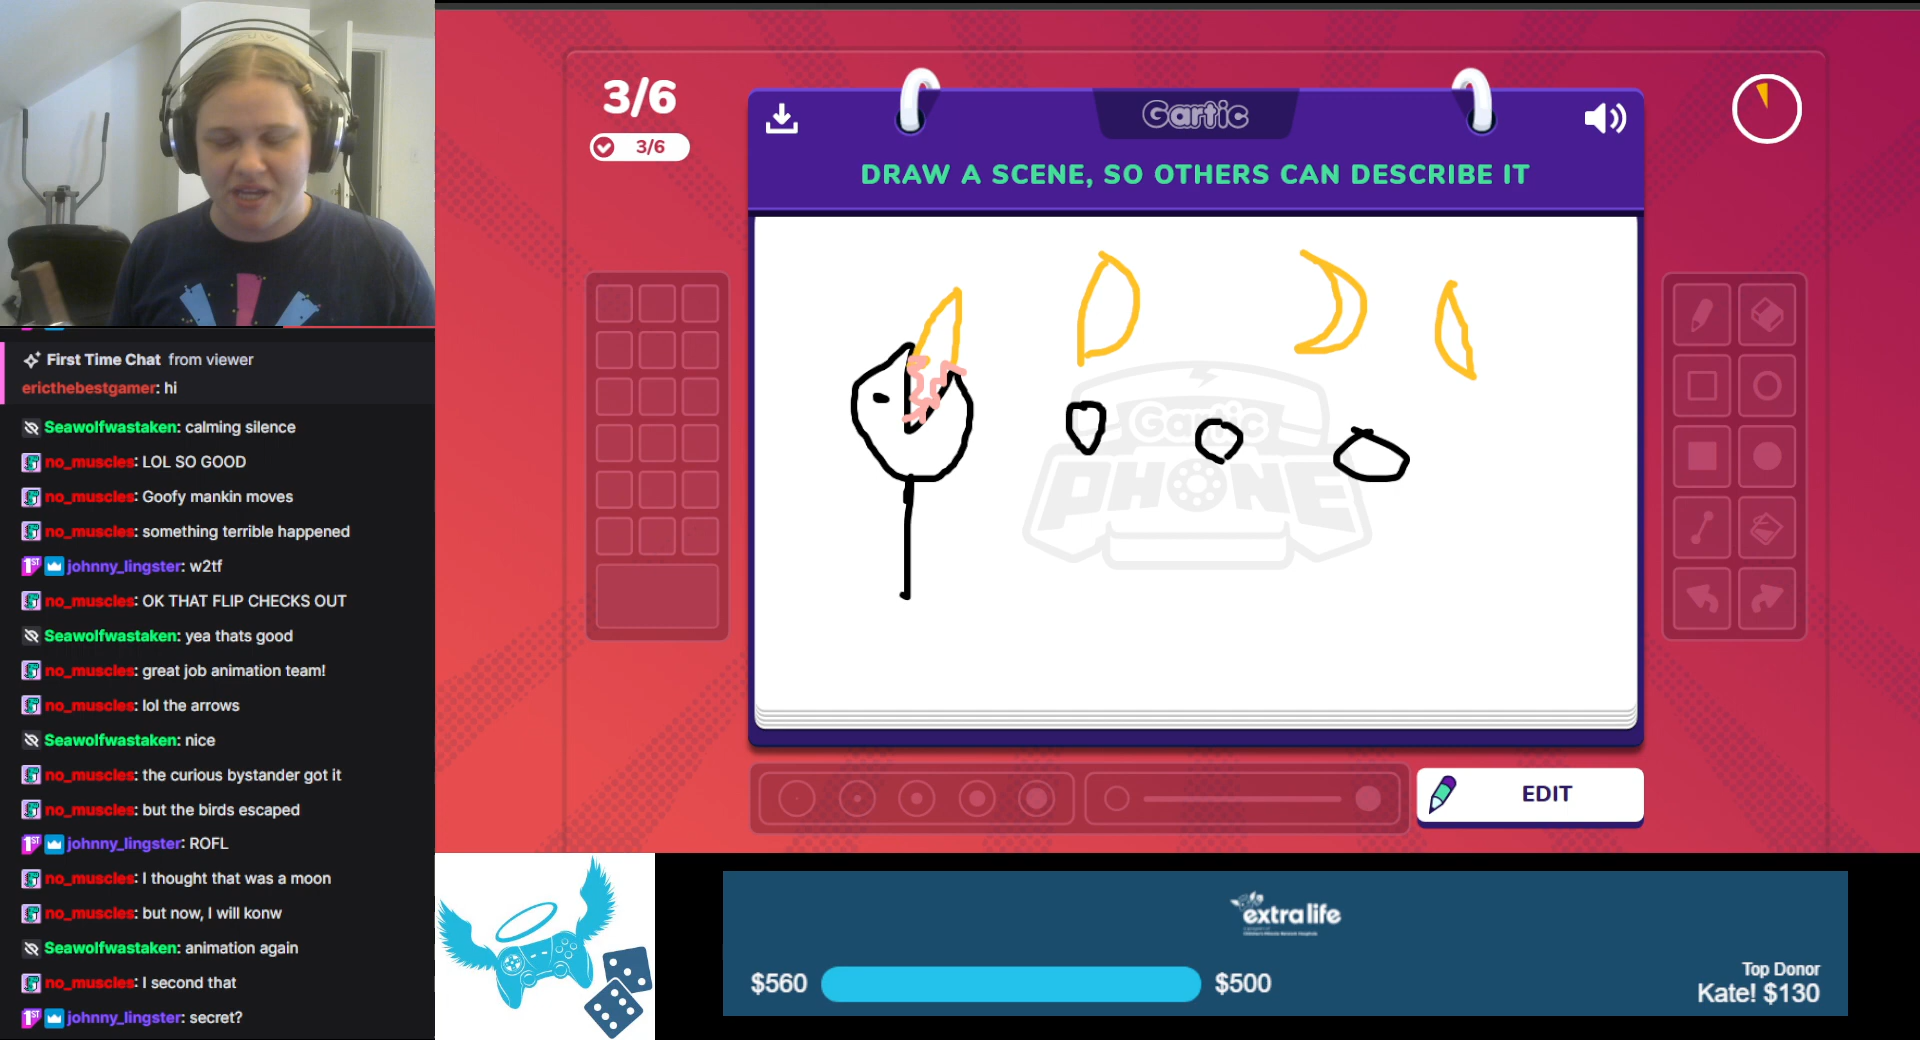 First Time Chat from viewer
ericthebestgamer: hi
Seawolfwastaken: calming silence
no_muscles: LOL SO GOOD
no_muscles: Goofy mankin moves
no_muscles: something terrible happened
1ST johnny_lingster: w2tf
no_muscles: OK THAT FLIP CHECKS OUT
Seawolfwastaken: yea thats good
no_muscles: great job animation team!
no_muscles: lol the arrows
Seawolfwastaken: nice
no_muscles: the curious bystander got it
no_muscles: but the birds escaped
1ST johnny_lingster: ROFL
no_muscles: I thought that was a moon
no_muscles: but now, I will konw
Seawolfwastaken: animation again
no_muscles: I second that
1ST johnny_lingster: secret?
3/6
3/6
Gartic
DRAW A SCENE, SO OTHERS CAN DESCRIBE IT
Gartic
PHONE
EDIT
extra life
$560
$500
Top Donor
Kate! $130